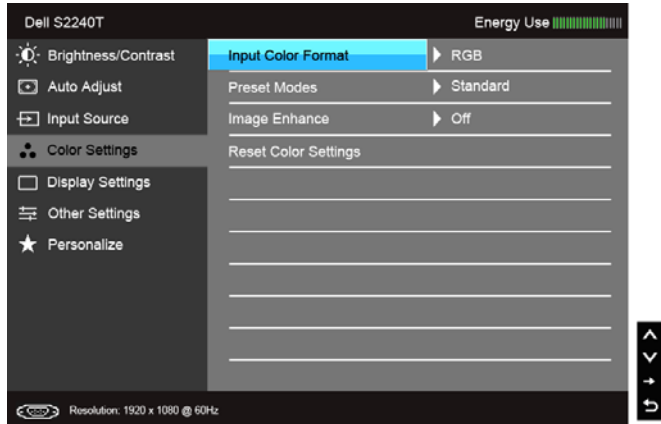 Dell S2240T Energy Use
Brightness/Contrast Input Color Format RGB
Auto Adjust Preset Modes Standard
Input Source Image Enhance Off
Color Settings Reset Color Settings
Display Settings
Other Settings
Personalize
Resolution: 1920 x 1080 @ 60Hz